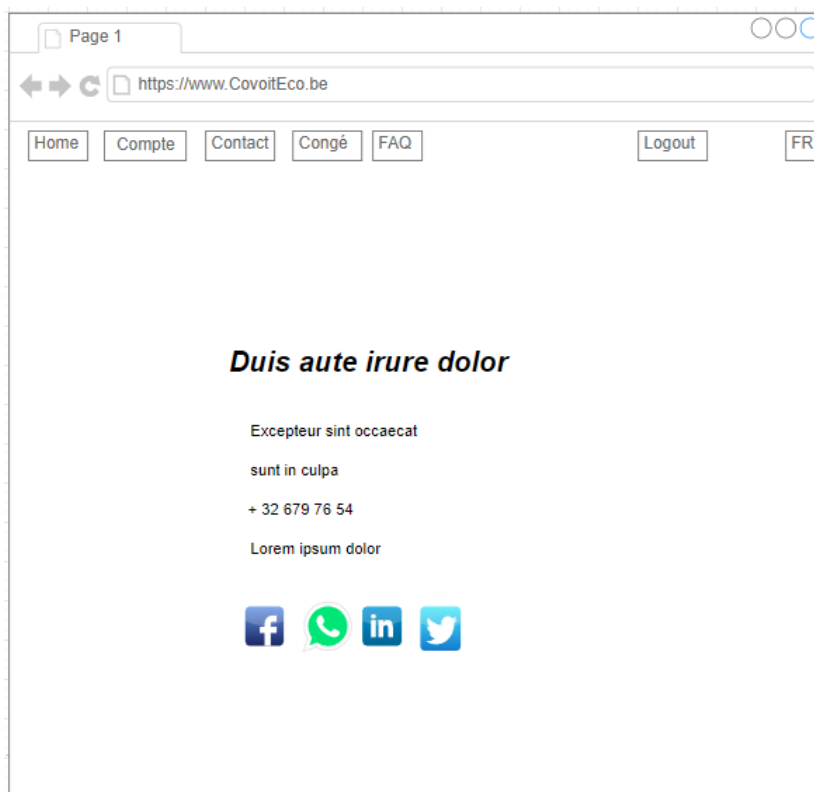 Page 1
https://www.CovoitEco.be
Home Compte Contact Congé FAQ Logout FR
Duis aute irure dolor
Excepteur sint occaecat
sunt in culpa
+ 32 679 76 54
Lorem ipsum dolor
f in